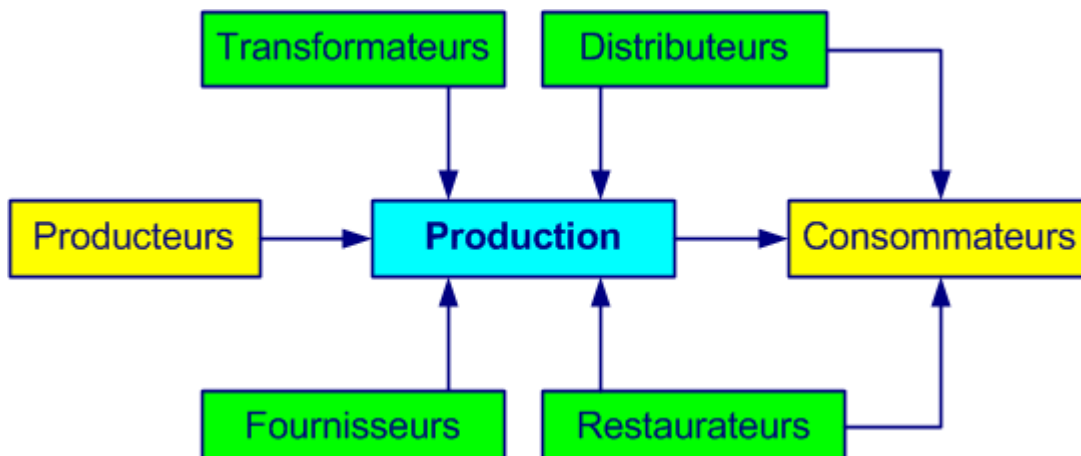 Transformateurs
Distributeurs
Producteurs
Production
Consommateurs
Fournisseurs
Restaurateurs